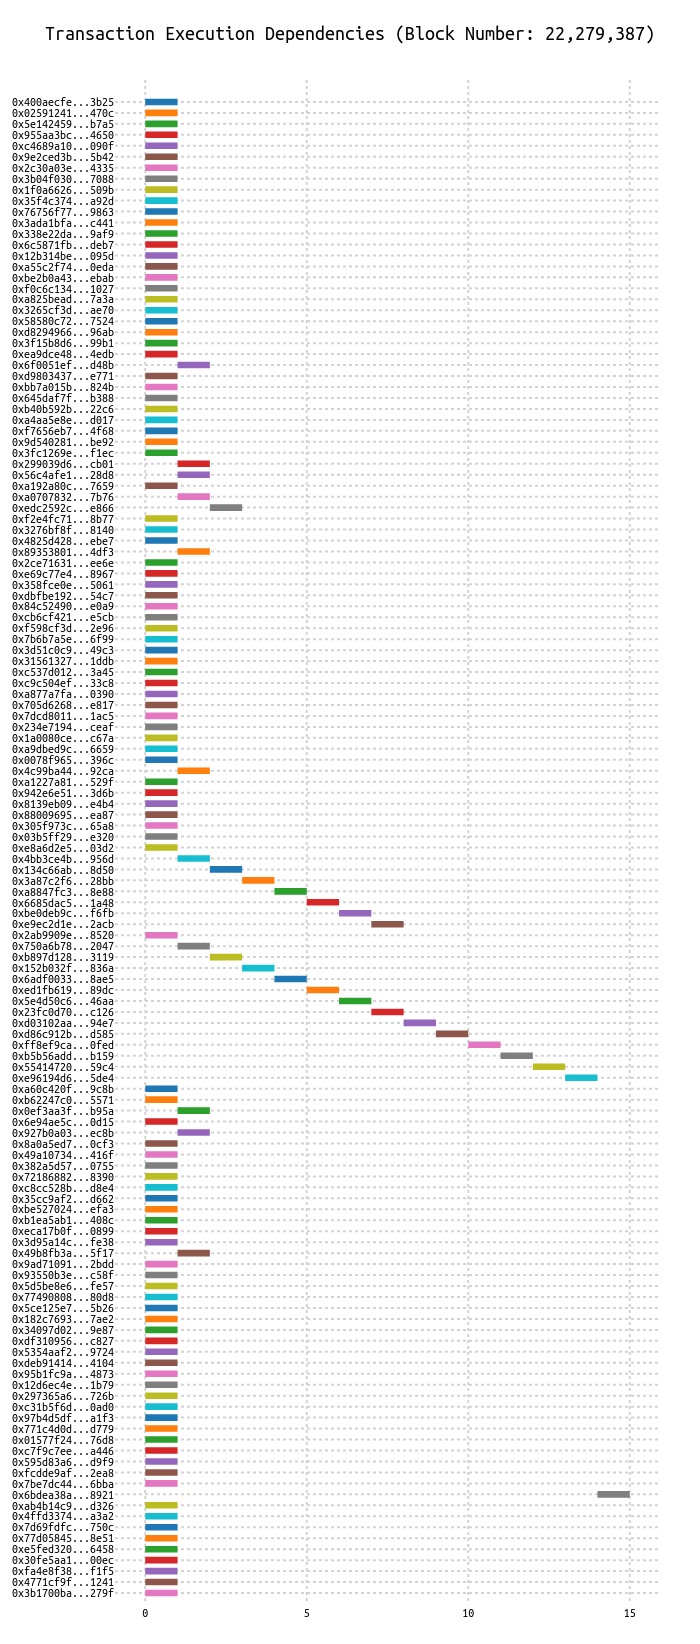 Transaction Execution Dependencies (Block Number: 22,279,387)
0x400aecfe...3b25
0x02591241...470c
0x5e142459...b7a5
0x955aa3bc...4650
0xc4689a10...090f
0x9e2ced3b...5b42
0x2c30a03e...4335
0x3b04f030...7088
0x1f0a6626...509b
0x35f4c374...a92d
0x76756f77...9863
0x3ada1bfa...c441
0x338e22da...9af9
0x6c5871fb...deb7
0x12b314be...095d
0xa55c2f74...0eda
0xbe2b0a43...ebab
0xf0c6c134...1027
0xa825bead...7a3a
0x3265cf3d...ae70
0x58580c72...7524
0xd8294966...96ab
0x3f15b8d6...99b1
0xea9dce48...4edb
0x6f0051ef...d48b
0xd9803437...e771
0xbb7a015b...824b
0x645daf7f...b388
0xb40b592b...22c6
0xa4aa5e8e...d017
0xf7656eb7...4f68
0x9d540281...be92
0x3fc1269e...f1ec
0x299039d6...cb01
0x56c4afe1...28d8
0xa192a80c...7659
0xa0707832...7b76
0xedc2592c...e866
0xf2e4fc71...8b77
0x3276bf8f...8140
0x4825d428...ebe7
0x89353801...4df3
0x2ce71631...ee6e
0xe69c77e4...8967
0x358fce0e...5061
0xdbfbe192...54c7
0x84c52490...e0a9
0xcb6cf421...e5cb
0xf598cf3d...2e96
0x7b6b7a5e...6f99
0x3d51c0c9...49c3
0x31561327...1ddb
0xc537d012...3a45
0xc9c504ef...33c8
0xa877a7fa...0390
0x705d6268...e817
0x7dcd8011...1ac5
0x234e7194...ceaf
0x1a0080ce...c67a
0xa9dbed9c...6659
0x0078f965...396c
0x4c99ba44...92ca
0xa1227a81...529f
0x942e6e51...3d6b
0x8139eb09...e4b4
0x88009695...ea87
0x305f973c...65a8
0x03b5ff29...e320
0xe8a6d2e5...03d2
0x4bb3ce4b...956d
0x134c66ab...8d50
0x3a87c2f6...28bb
0xa8847fc3...8e88
0x6685dac5...1a48
0xbe0deb9c...f6fb
0xe9ec2d1e...2acb
0x2ab9909e...8520
0x750a6b78...2047
0xb897d128...3119
0x152b032f...836a
0x6adf0033...8ae5
0xed1fb619...89dc
0x5e4d50c6...46aa
0x23fc0d70...c126
0xd03102aa...94e7
0xd86c912b...d585
0xff8ef9ca...0fed
0xb5b56add...b159
0x55414720...59c4
0xe96194d6...5de4
0xa60c420f...9c8b
0xb62247c0...5571
0x0ef3aa3f...b95a
0x6e94ae5c...0d15
0x927b0a03...ec8b
0x8a0a5ed7...0cf3
0x49a10734...416f
0x382a5d57...0755
0x72186882...8390
0xc8cc528b...d8e4
0x35cc9af2...d662
0xbe527024...efa3
0xb1ea5ab1...408c
0xeca17b0f...0899
0x3d95a14c...fe38
0x49b8fb3a...5f17
0x9ad71091...2bdd
0x93550b3e...c58f
0x5d5be8e6...fe57
0x77490808...80d8
0x5ce125e7...5b26
0x182c7693...7ae2
0x34097d02...9e87
0xdf310956...c827
0x5354aaf2...9724
0xdeb91414...4104
0x95b1fc9a...4873
0x12d6ec4e...1b79
0x297365a6...726b
0xc31b5f6d...0ad0
0x97b4d5df...a1f3
0x771c4d0d...d779
0x01577f24...76d8
0xc7f9c7ee...a446
0x595d83a6...d9f9
0xfcdde9af...2ea8
0x7be7dc44...6bba
0x6bdea38a...8921
0xab4b14c9...d326
0x4ffd3374...a3a2
0x7d69fdfc...750c
0x77d05845...8e51
0xe5fed320...6458
0x30fe5aa1...00ec
0xfa4e8f38...f1f5
0x4771cf9f...1241
0x3b1700ba...279f
0 5 10 15